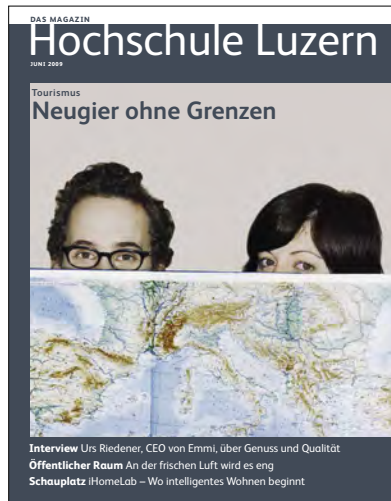 DAS MAGAZIN
Hochschule Luzern
JUNI 2009
Tourismus
Neugier ohne Grenzen
Interview Urs Riedener, CEO von Emmi, über Genuss und Qualität
Öffentlicher Raum An der frischen Luft wird es eng
Schauplatz iHomeLab – Wo intelligentes Wohnen beginnt